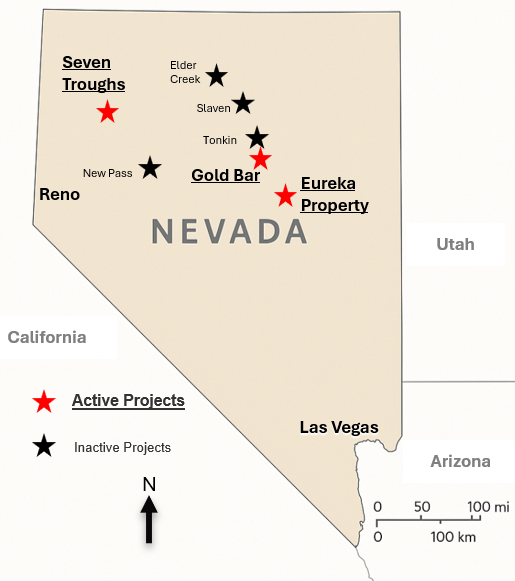 Seven
Troughs
Elder
Creek
Slaven
Tonkin
New Pass
Gold Bar
Eureka
Property
Reno
NEVADA
Utah
California
Active Projects
Las Vegas
Inactive Projects
Arizona
N
0 50 100 mi
0 100 km